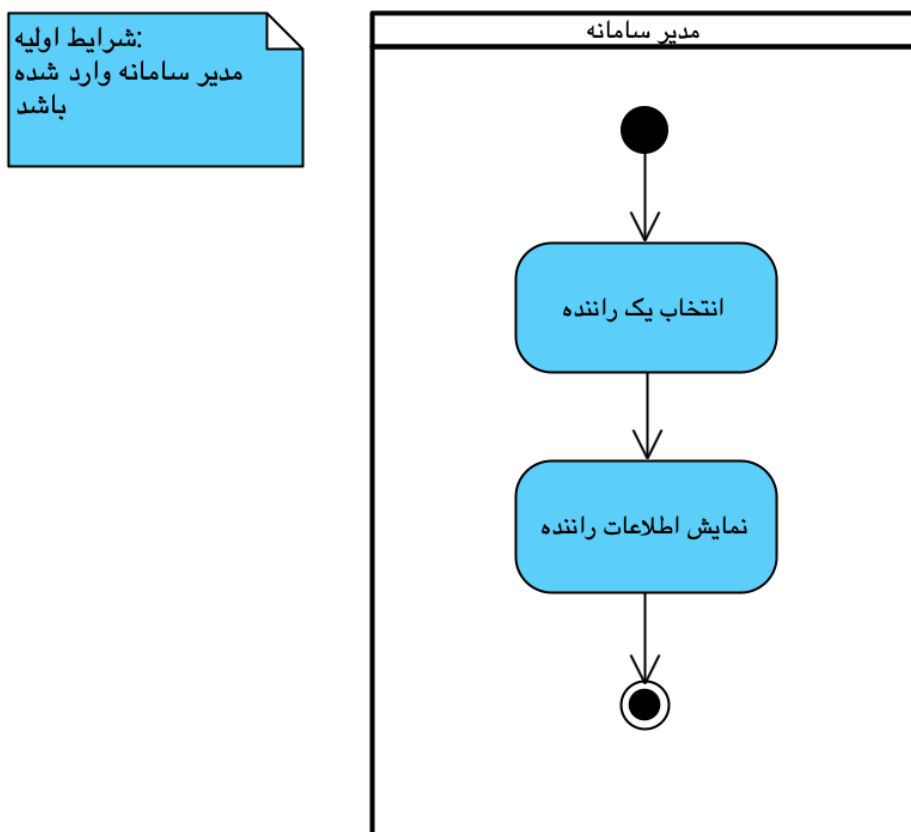 شرایط اولیه:
مدیر سامانه وارد شده
باشد
مدیر سامانه
انتخاب یک راننده
نمایش اطلاعات راننده